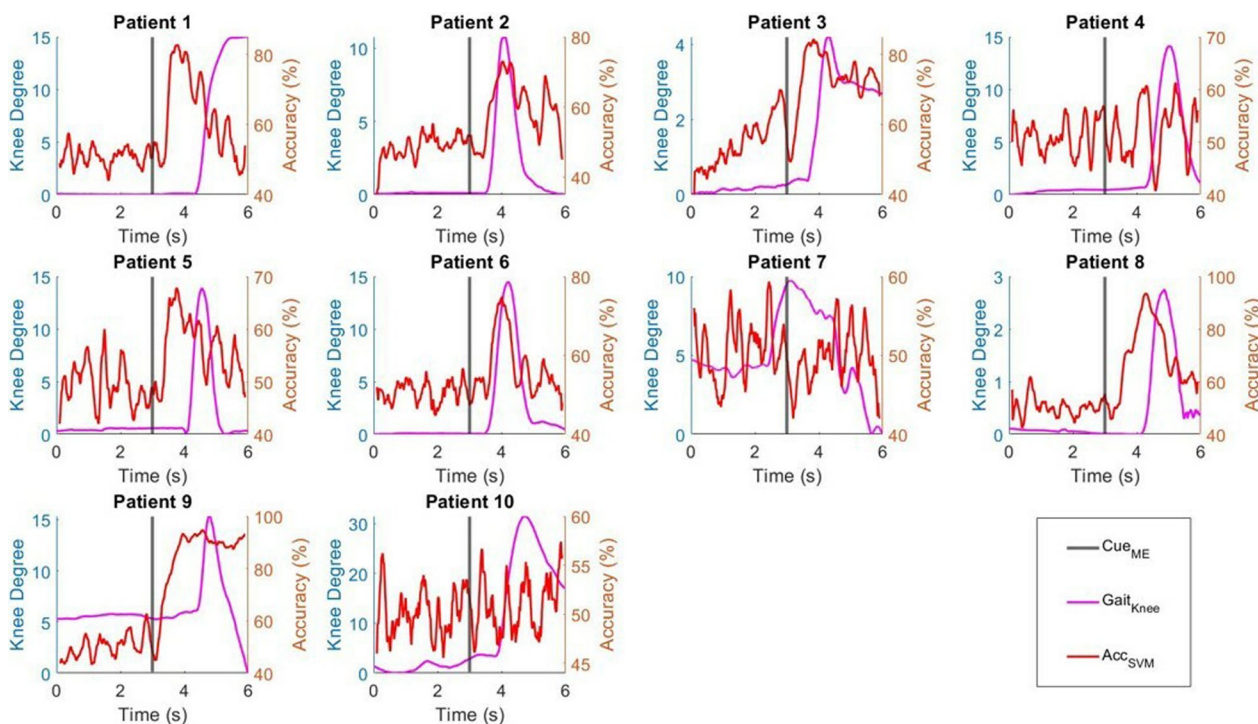 Patient 1
Patient 2
Patient 3
Patient 4
15
10
5
0
Knee Degree
80
60
40
Accuracy (%)
0 2 4 6
Time (s)
10
5
0
Knee Degree
80
60
40
Accuracy (%)
0 2 4 6
Time (s)
4
2
0
Knee Degree
80
60
40
Accuracy (%)
0 2 4 6
Time (s)
15
10
5
0
Knee Degree
70
60
50
40
Accuracy (%)
0 2 4 6
Time (s)
Patient 5
Patient 6
Patient 7
Patient 8
15
10
5
0
Knee Degree
70
60
50
40
Accuracy (%)
0 2 4 6
Time (s)
15
10
5
0
Knee Degree
80
60
40
Accuracy (%)
0 2 4 6
Time (s)
10
5
0
Knee Degree
60
50
40
Accuracy (%)
0 2 4 6
Time (s)
3
2
1
0
Knee Degree
100
80
60
40
Accuracy (%)
0 2 4 6
Time (s)
Patient 9
Patient 10
15
10
5
0
Knee Degree
100
80
60
40
Accuracy (%)
0 2 4 6
Time (s)
30
20
10
0
Knee Degree
60
55
50
45
Accuracy (%)
0 2 4 6
Time (s)
Cue_ME
Gait_Knee
Acc_SVM